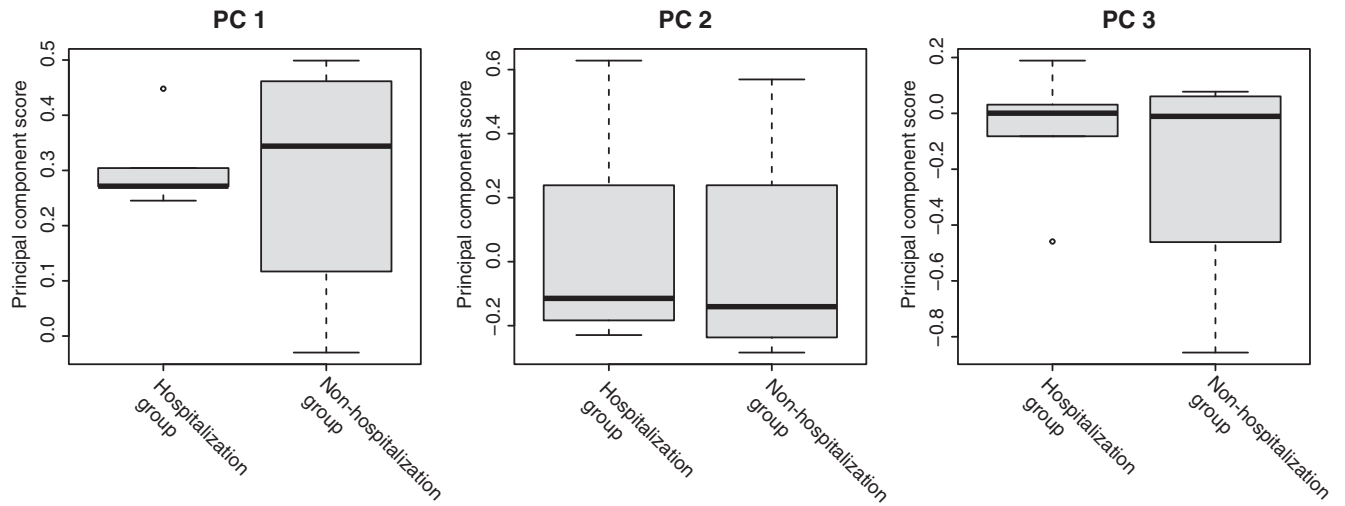 PC 1
PC 2
PC 3
Principal component score
0.5
0.4
0.3
0.2
0.1
0.0
Hospitalization
group
Non-hospitalization
group
Principal component score
0.6
0.4
0.2
0.0
−0.2
Hospitalization
group
Non-hospitalization
group
Principal component score
0.2
0.0
−0.2
−0.4
−0.6
−0.8
Hospitalization
group
Non-hospitalization
group